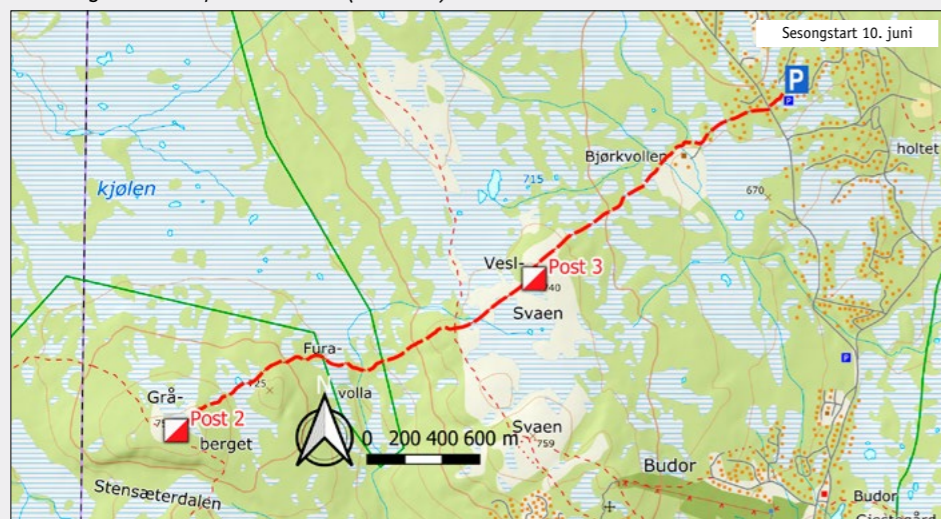 Sesongstart 10. juni
P
P
holtet
Bjørkvollen
715
670
kjølen
Vesl-
Post 3
Svaen
Fura-
volla
N
Grå-
Post 2
berget
0 200 400 600 m
Svaen
759
Budor
Stensæterdalen
P
Budor